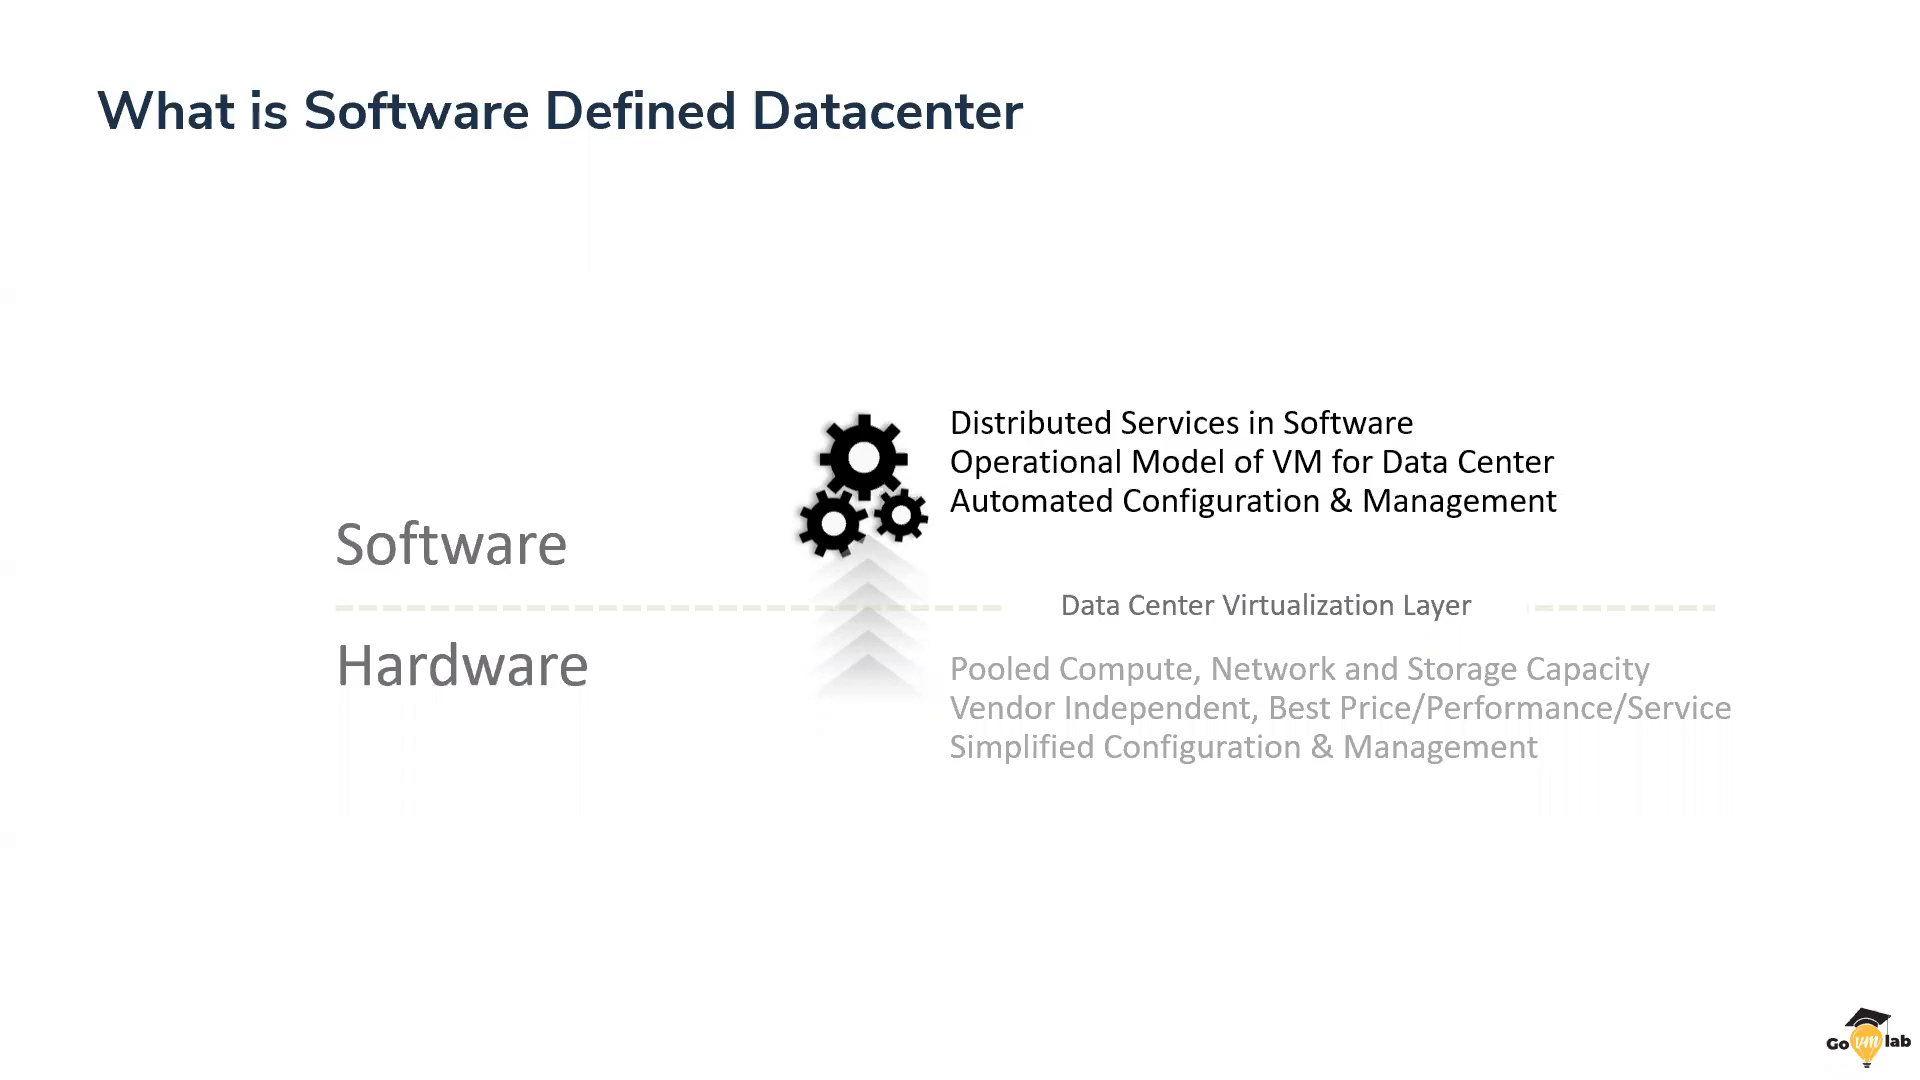 What is Software Defined Datacenter
Distributed Services in Software
Operational Model of VM for Data Center
Automated Configuration & Management
Software
Data Center Virtualization Layer
Hardware
Pooled Compute, Network and Storage Capacity
Vendor Independent, Best Price/Performance/Service
Simplified Configuration & Management
Go vm lab